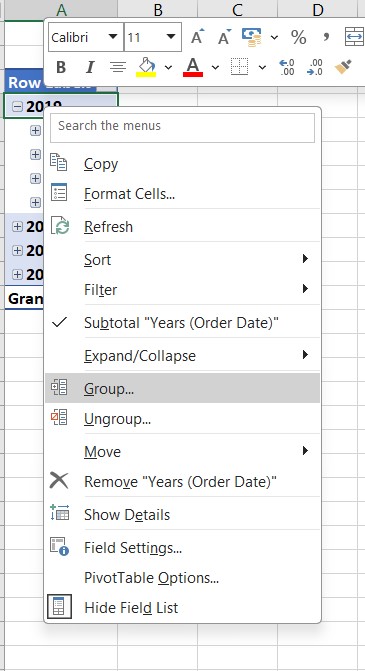 A B C D
Calibri 11 A A % ,
B I A .00
Row Labels
2019
Search the menus
Copy
Format Cells...
Refresh
Sort
Filter
Subtotal "Years (Order Date)"
20
Expand/Collapse
20
20
Gran
Group...
Ungroup...
Move
Remove "Years (Order Date)"
Show Details
Field Settings...
PivotTable Options...
Hide Field List